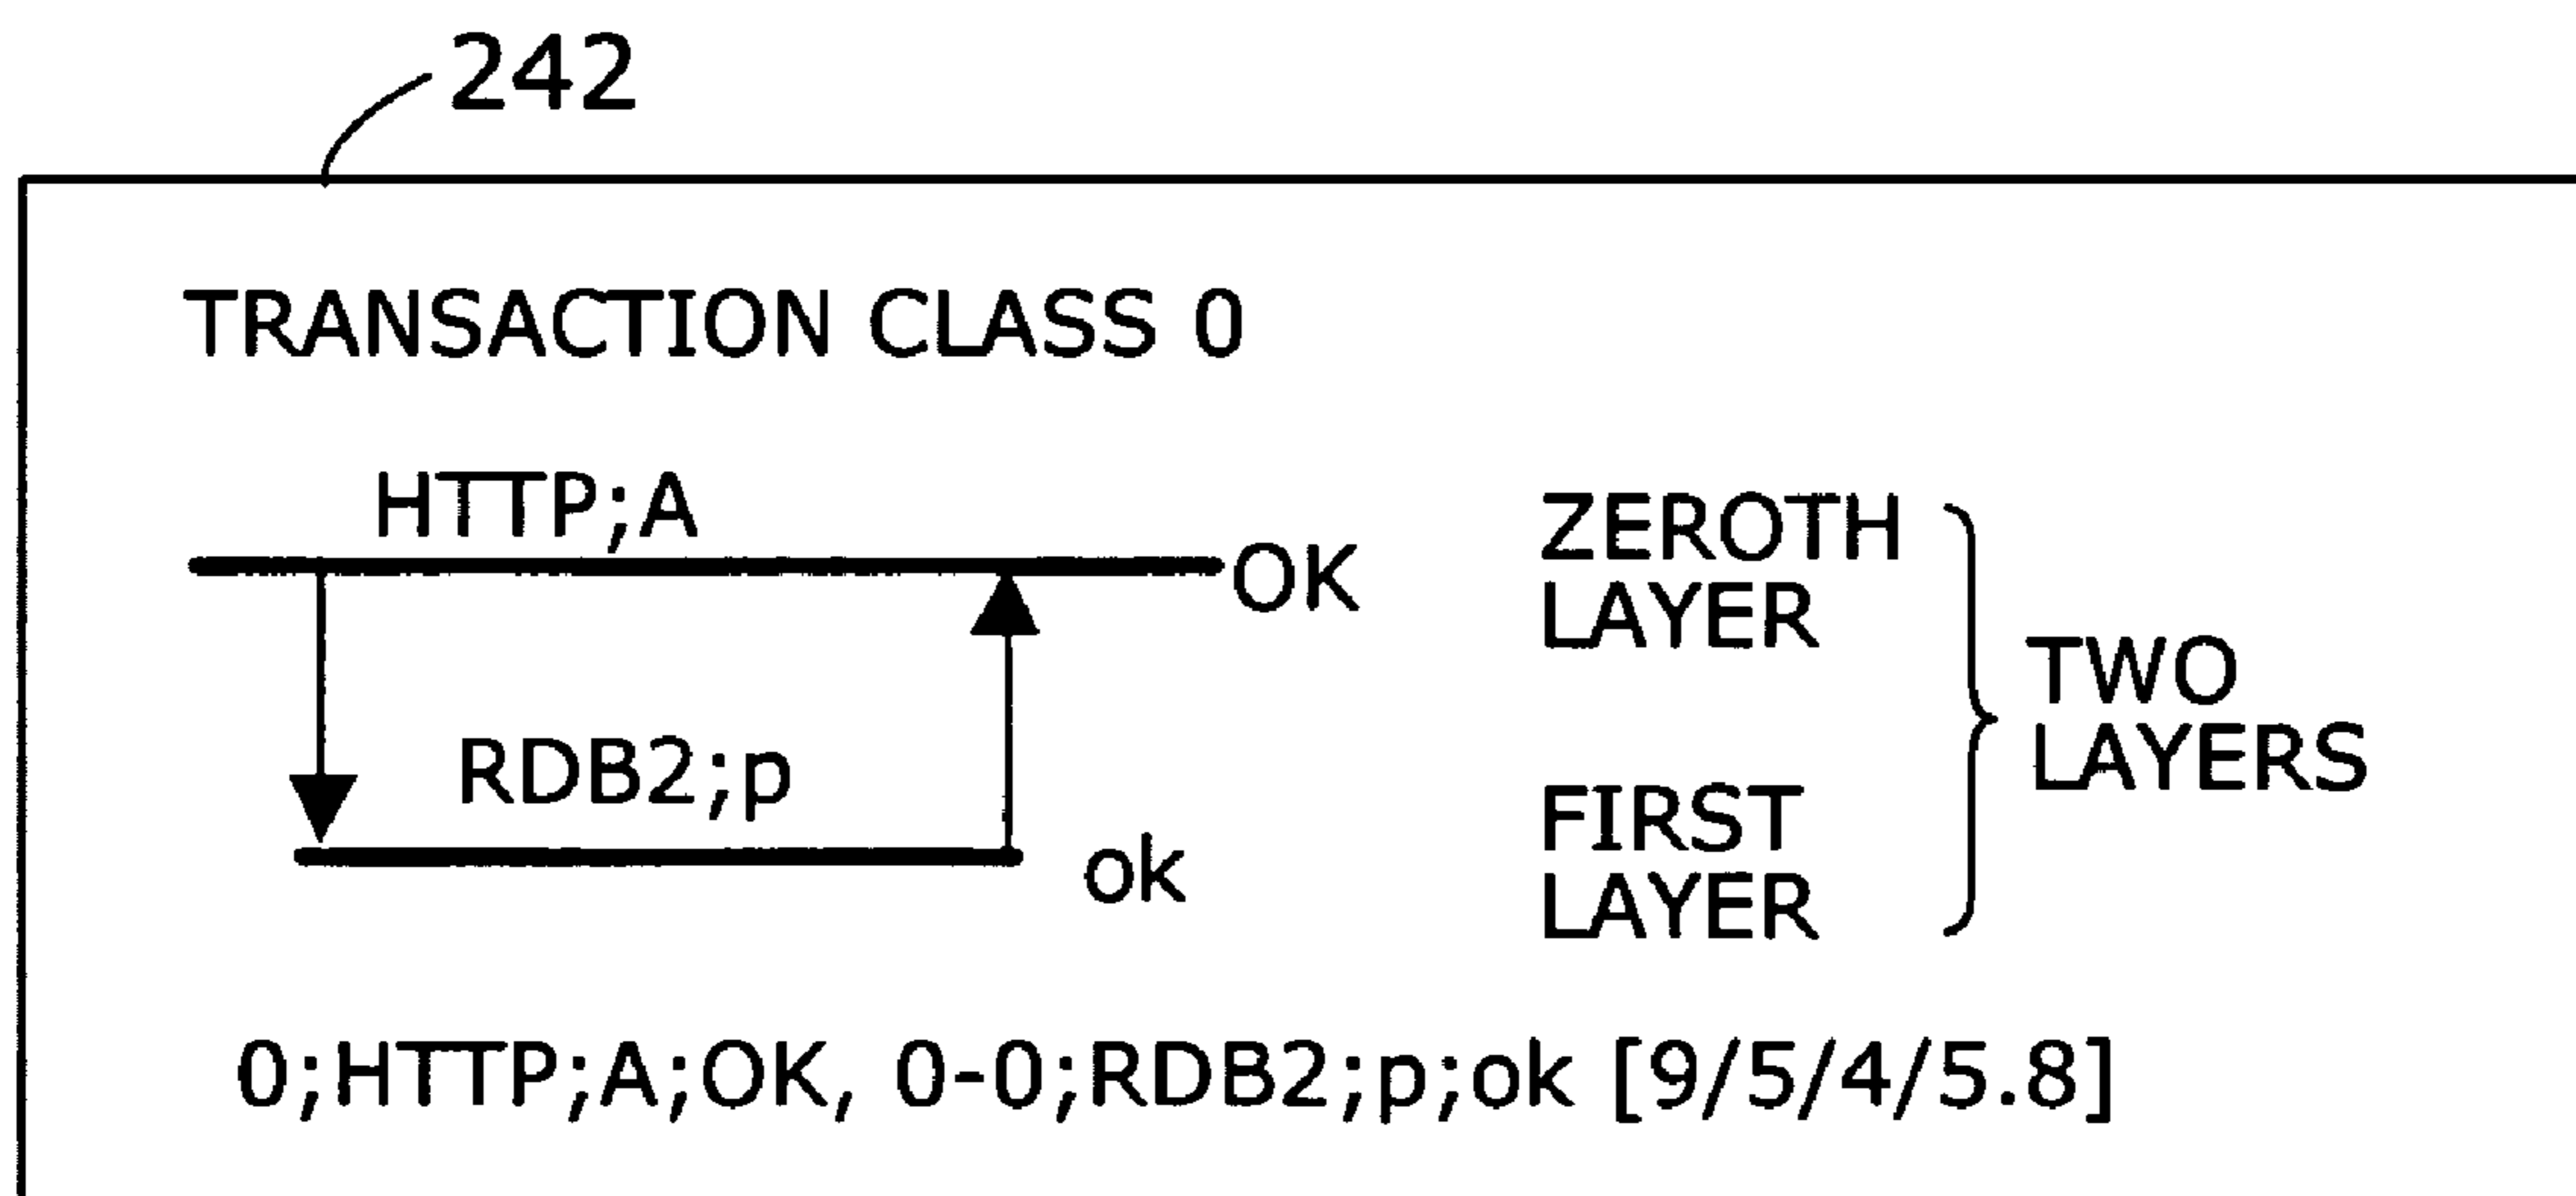 242
TRANSACTION CLASS 0
HTTP;A
OK
RDB2;p
ok
ZEROTH
LAYER
FIRST
LAYER
TWO
LAYERS
0;HTTP;A;OK, 0-0;RDB2;p;ok [9/5/4/5.8]